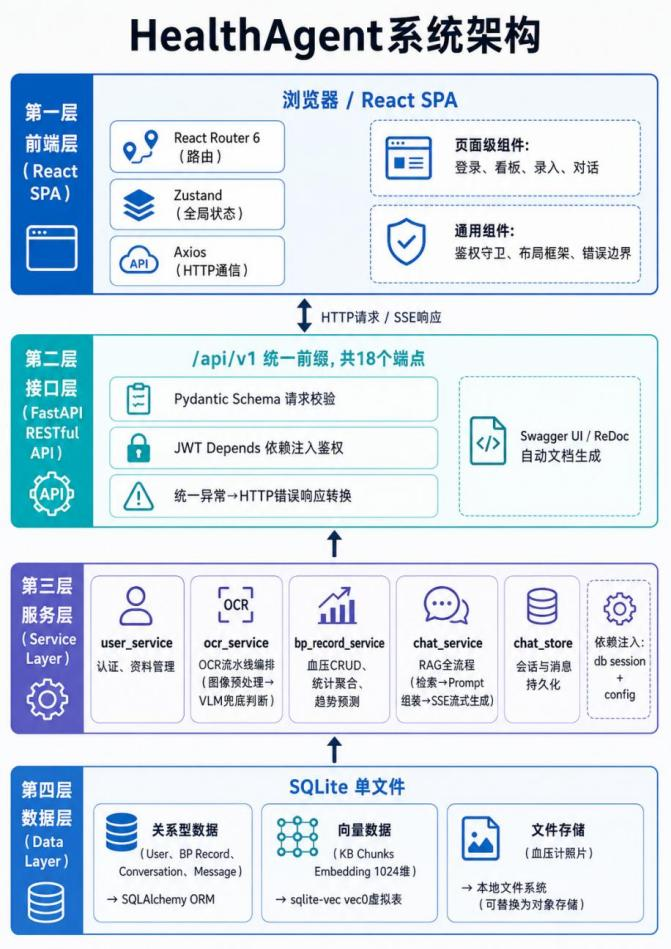 HealthAgent系统架构
第一层
前端层
(React
SPA)
浏览器 / React SPA
React Router 6
(路由)
Zustand
(全局状态)
API
Axios
(HTTP通信)
页面级组件:
登录、看板、录入、对话
通用组件:
鉴权守卫、布局框架、错误边界
HTTP请求 / SSE响应
第二层
接口层
(FastAPI
RESTful
API)
API
/api/v1 统一前缀, 共18个端点
Pydantic Schema 请求校验
JWT Depends 依赖注入鉴权
统一异常→HTTP错误响应转换
Swagger UI / ReDoc
自动文档生成
第三层
服务层
(Service
Layer)
user_service
认证、资料管理
OCR
ocr_service
OCR流水线编排
(图像预处理→
VLM兜底判断)
bp_record_service
血压CRUD、
统计聚合、
趋势预测
chat_service
RAG全流程
(检索→Prompt
组装→SSE流式生成)
chat_store
会话与消息
持久化
依赖注入:
db session
+
config
第四层
数据层
(Data
Layer)
SQLite 单文件
关系型数据
(User、BP Record、
Conversation、Message)
→ SQLAlchemy ORM
向量数据
(KB Chunks
Embedding 1024维)
→ sqlite-vec vec0虚拟表
文件存储
(血压计照片)
→ 本地文件系统
(可替换为对象存储)